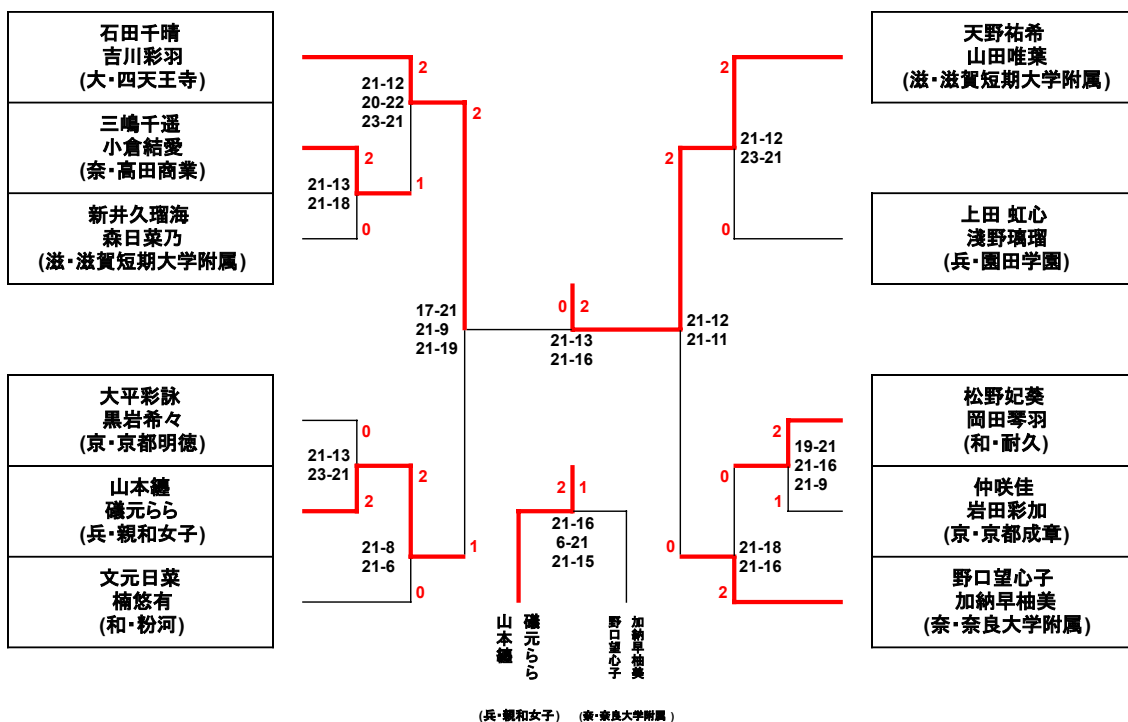 石田千晴
吉川彩羽
(大・四天王寺)
三嶋千遥
小倉結愛
(奈・高田商業)
新井久瑠海
森日菜乃
(滋・滋賀短期大学附属)
大平彩詠
黒岩希々
(京・京都明徳)
山本纏
礒元らら
(兵・親和女子)
文元日菜
楠悠有
(和・粉河)
2
21-12
20-22
23-21
2
2
21-13
21-18
1
0
17-21
21-9
21-19
0
21-13
23-21
2
2
21-8
21-6
1
0
0 2
21-13
21-16
2 1
21-16
6-21
21-15
山本纏
礒元らら
(兵・親和女子)
野口望心子
加納早柚美
(奈・奈良大学附属)
2
21-12
23-21
2
0
21-12
21-11
2
19-21
21-16
21-9
0
1
0
21-18
21-16
2
天野祐希
山田唯葉
(滋・滋賀短期大学附属)
上田 虹心
淺野璃瑠
(兵・園田学園)
松野妃葵
岡田琴羽
(和・耐久)
仲咲佳
岩田彩加
(京・京都成章)
野口望心子
加納早柚美
(奈・奈良大学附属)